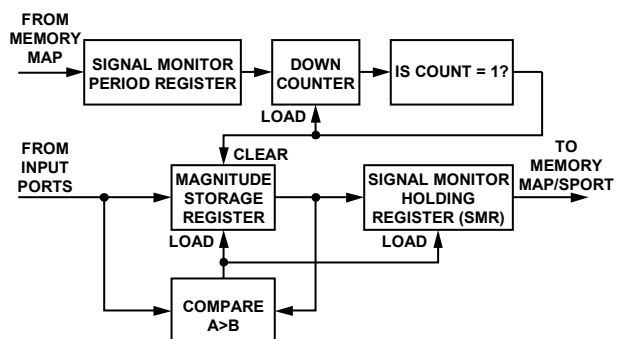 FROM
MEMORY
MAP
SIGNAL MONITOR
PERIOD REGISTER
DOWN
COUNTER
IS COUNT = 1?
LOAD
FROM
INPUT
PORTS
CLEAR
MAGNITUDE
STORAGE
REGISTER
SIGNAL MONITOR
HOLDING
REGISTER (SMR)
TO
MEMORY
MAP/SPORT
LOAD
LOAD
COMPARE
A>B